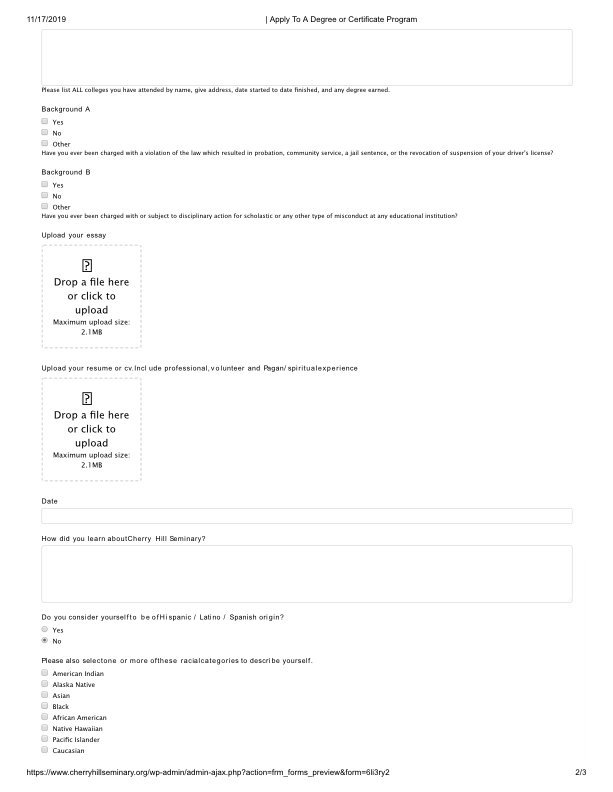 11/17/2019 | Apply To A Degree or Certificate Program
Please list ALL colleges you have attended by name, give address, date started to date finished, and any degree earned.
Background A
Yes
No
Other
Have you ever been charged with a violation of the law which resulted in probation, community service, a jail sentence, or the revocation of suspension of your driver's license?
Background B
Yes
No
Other
Have you ever been charged with or subject to disciplinary action for scholastic or any other type of misconduct at any educational institution?
Upload your essay
?
Drop a file here
or click to
upload
Maximum upload size:
2.1MB
Upload your resume or cv.Include professional,volunteer and Pagan/spiritualexperience
?
Drop a file here
or click to
upload
Maximum upload size:
2.1MB
Date
How did you learn aboutCherry Hill Seminary?
Do you consider yourselfto be ofHispanic / Latino / Spanish origin?
Yes
No
Please also selectone or more ofthese racialcategories to describe yourself.
American Indian
Alaska Native
Asian
Black
African American
Native Hawaiian
Pacific Islander
Caucasian
https://www.cherryhillseminary.org/wp-admin/admin-ajax.php?action=frm_forms_preview&form=6li3ry2 2/3